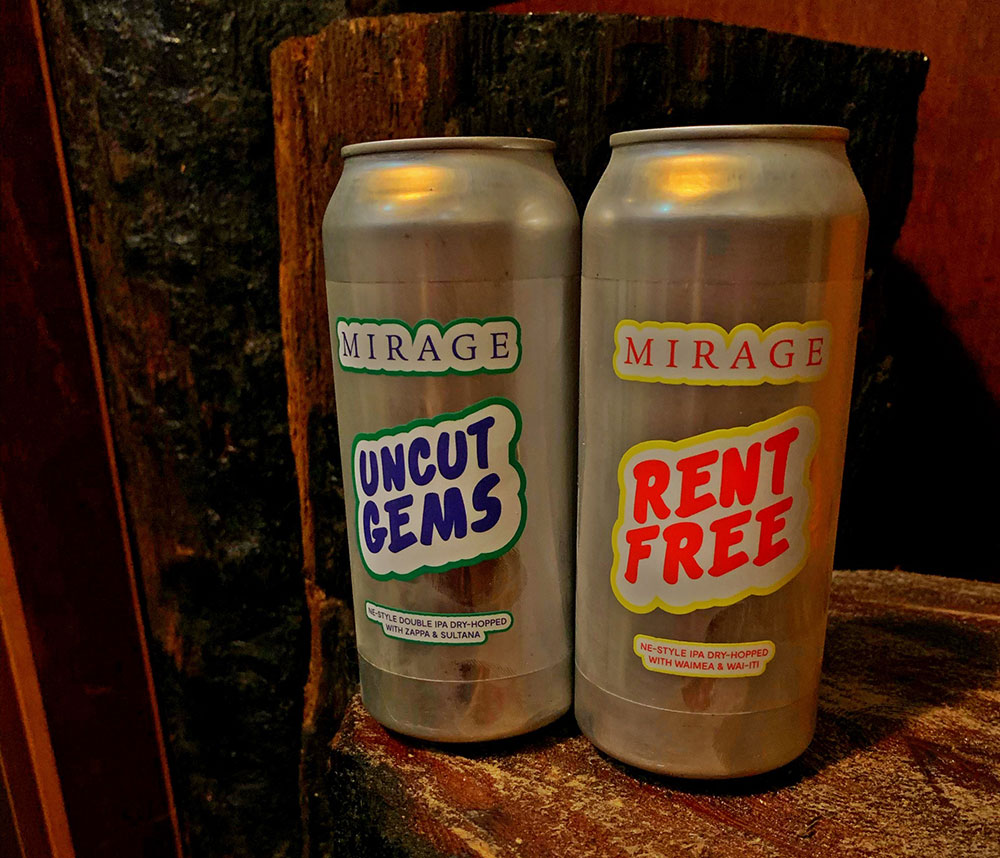 MIRAGE
UNCUT
GEMS
NE-STYLE DOUBLE IPA DRY-HOPPED
WITH ZAPPA & SULTANA
MIRAGE
RENT
FREE
NE-STYLE IPA DRY-HOPPED
WITH WAIMEA & WAI-ITI